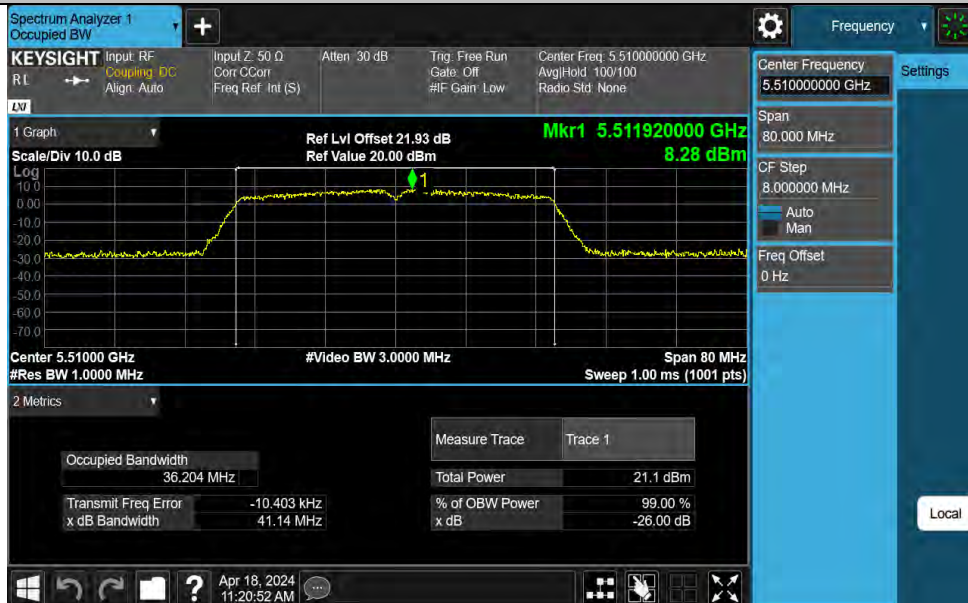 Spectrum Analyzer 1
Occupied BW
+
Frequency
KEYSIGHT
Input: RF
Coupling: DC
Align: Auto
Input Z: 50 Ω
Corr CCorr
Freq Ref: Int (S)
Atten: 30 dB
Trig: Free Run
Gate: Off
#IF Gain: Low
Center Freq: 5.510000000 GHz
Avg|Hold: 100/100
Radio Std: None
LXI
Center Frequency
5.510000000 GHz
Settings
Span
80.000 MHz
CF Step
8.000000 MHz
Auto
Man
Freq Offset
0 Hz
1 Graph
Scale/Div 10.0 dB
Ref Lvl Offset 21.93 dB
Ref Value 20.00 dBm
Mkr1 5.511920000 GHz
8.28 dBm
Log
10.0
0.00
-10.0
-20.0
-30.0
-40.0
-50.0
-60.0
-70.0
1
Center 5.51000 GHz
#Video BW 3.0000 MHz
Span 80 MHz
#Res BW 1.0000 MHz
Sweep 1.00 ms (1001 pts)
2 Metrics
Measure Trace
Trace 1
Occupied Bandwidth
36.204 MHz
Total Power
21.1 dBm
Transmit Freq Error
-10.403 kHz
% of OBW Power
99.00 %
x dB Bandwidth
41.14 MHz
x dB
-26.00 dB
Local
?
Apr 18, 2024
11:20:52 AM